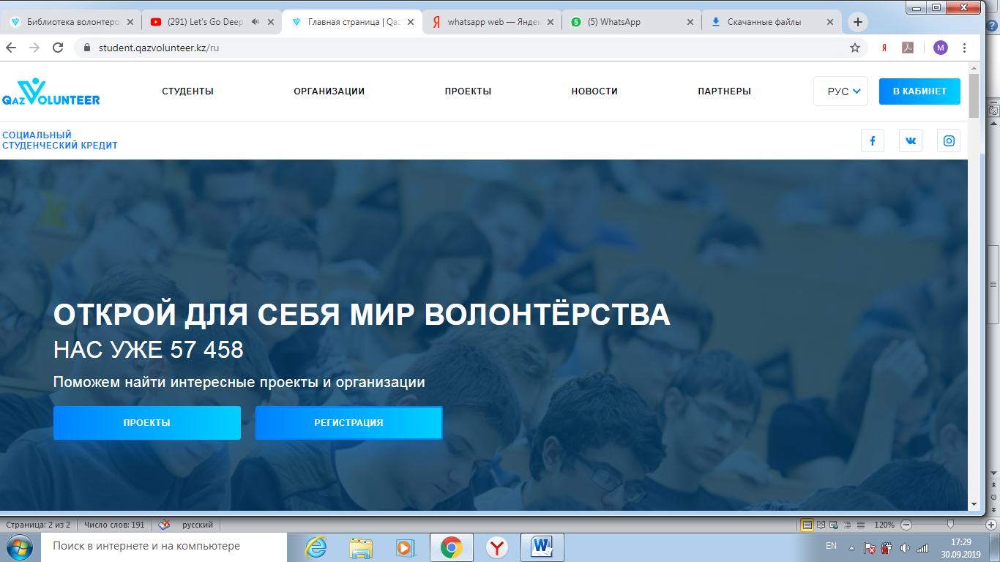 Библиотека волонтеро
(291) Let's Go Deep
Главная страница | Qaz
whatsapp web — Яндек
(5) WhatsApp
Скачанные файлы
student.qazvolunteer.kz/ru
M
QAZVOLUNTEER
СТУДЕНТЫ
ОРГАНИЗАЦИИ
ПРОЕКТЫ
НОВОСТИ
ПАРТНЕРЫ
РУС
В КАБИНЕТ
СОЦИАЛЬНЫЙ
СТУДЕНЧЕСКИЙ КРЕДИТ
ОТКРОЙ ДЛЯ СЕБЯ МИР ВОЛОНТЁРСТВА
НАС УЖЕ 57 458
Поможем найти интересные проекты и организации
ПРОЕКТЫ
РЕГИСТРАЦИЯ
Страница: 2 из 2
Число слов: 191
русский
120%
Поиск в интернете и на компьютере
EN
17:29
30.09.2019